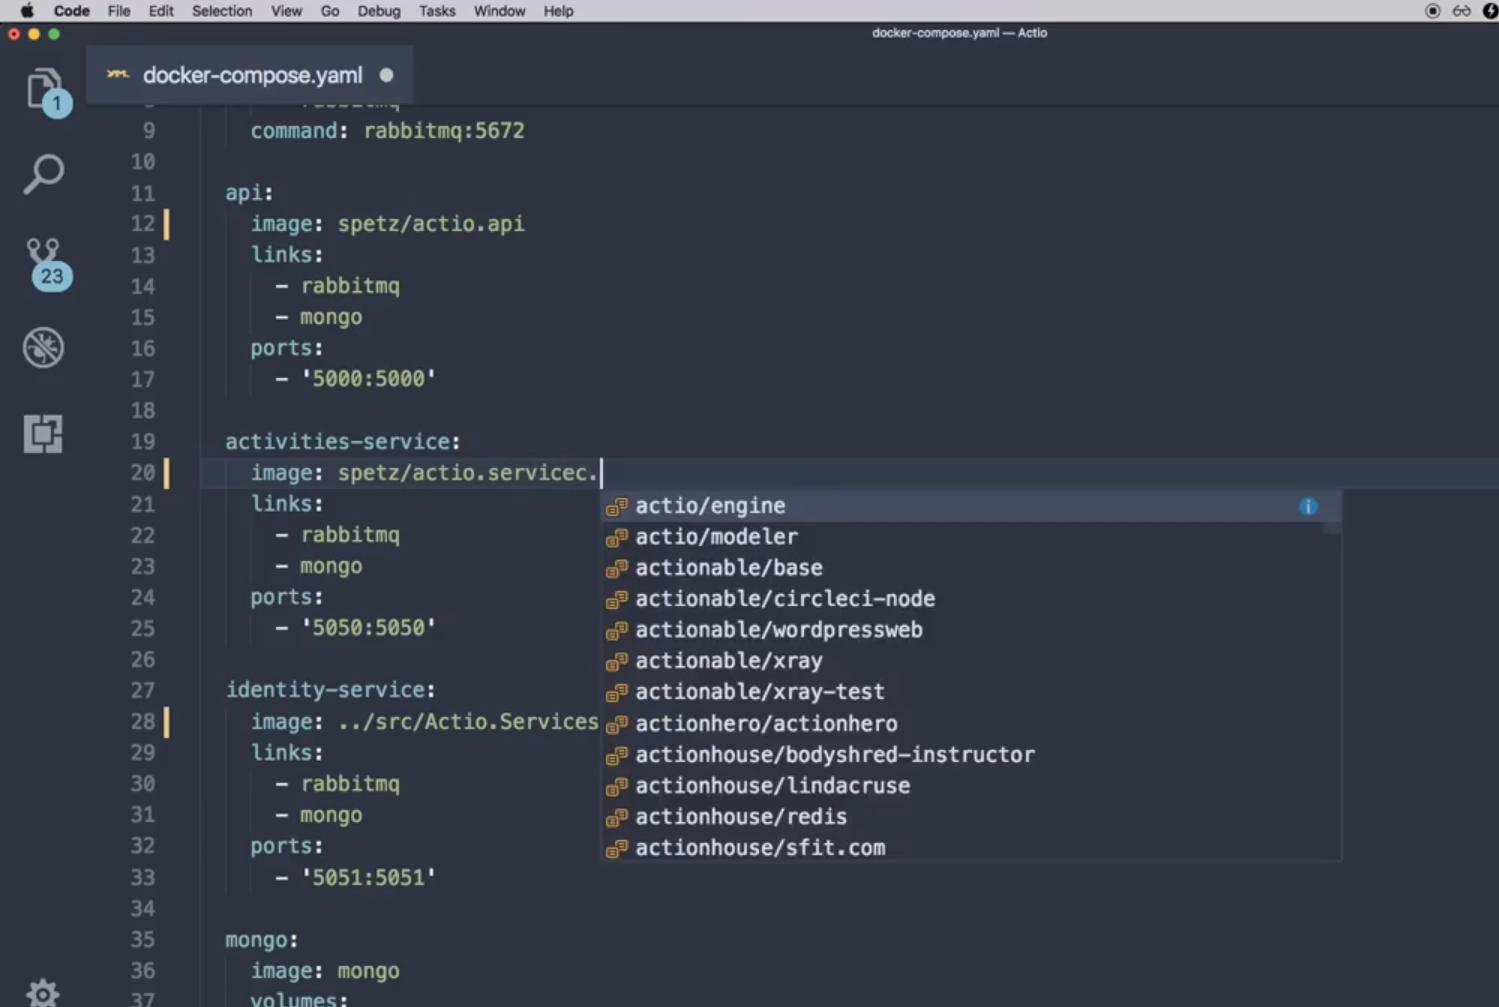 Code File Edit Selection View Go Debug Tasks Window Help
docker-compose.yaml — Actio
docker-compose.yaml
1
23
9 command: rabbitmq:5672
10
11 api:
12 image: spetz/actio.api
13 links:
14 - rabbitmq
15 - mongo
16 ports:
17 - '5000:5000'
18
19 activities-service:
20 image: spetz/actio.servicec.
21 links:
22 - rabbitmq
23 - mongo
24 ports:
25 - '5050:5050'
26
27 identity-service:
28 image: ../src/Actio.Services
29 links:
30 - rabbitmq
31 - mongo
32 ports:
33 - '5051:5051'
34
35 mongo:
36 image: mongo
37 volumes:
actio/engine
actio/modeler
actionable/base
actionable/circleci-node
actionable/wordpressweb
actionable/xray
actionable/xray-test
actionhero/actionhero
actionhouse/bodyshred-instructor
actionhouse/lindacruse
actionhouse/redis
actionhouse/sfit.com